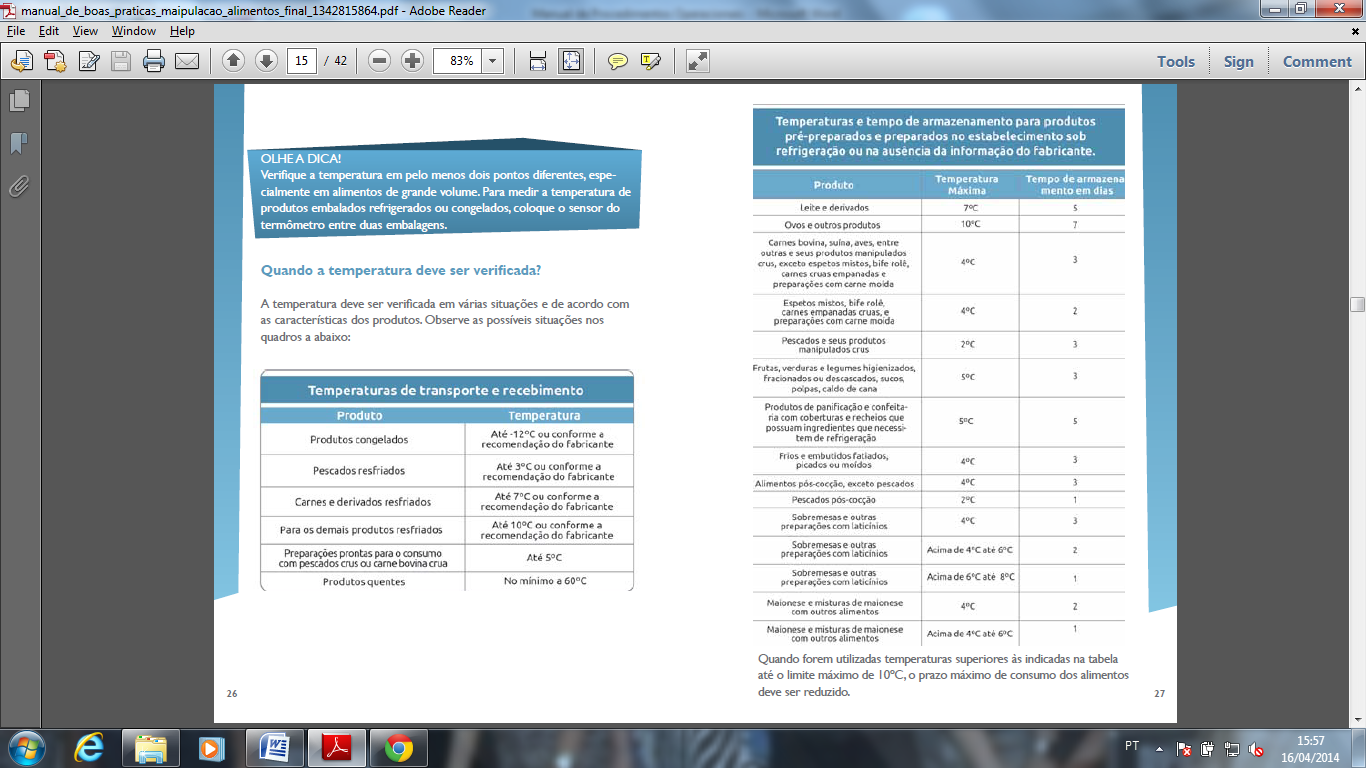 manual_de_boas_praticas_maipulacao_alimentos_final_1342815864.pdf - Adobe Reader
File Edit View Window Help
15 / 42 83% Tools Sign Comment
OLHE A DICA!
Verifique a temperatura em pelo menos dois pontos diferentes, espe-
cialmente em alimentos de grande volume. Para medir a temperatura de
produtos embalados refrigerados ou congelados, coloque o sensor do
termômetro entre duas embalagens.
Quando a temperatura deve ser verificada?
A temperatura deve ser verificada em várias situações e de acordo com
as características dos produtos. Observe as possíveis situações nos
quadros a abaixo:
Temperaturas de transporte e recebimento
Produto Temperatura
Produtos congelados Até -12ºC ou conforme a
recomendação do fabricante
Pescados resfriados Até 3ºC ou conforme a
recomendação do fabricante
Carnes e derivados resfriados Até 7ºC ou conforme a
recomendação do fabricante
Para os demais produtos resfriados Até 10ºC ou conforme a
recomendação do fabricante
Preparações prontas para o consumo
com pescados crus ou carne bovina crua Até 5ºC
Produtos quentes No mínimo a 60ºC
26
Temperaturas e tempo de armazenamento para produtos
pré-preparados e preparados no estabelecimento sob
refrigeração ou na ausência da informação do fabricante.
Produto Temperatura
Máxima Tempo de armazena
mento em dias
Leite e derivados 7ºC 5
Ovos e outros produtos 10ºC 7
Carnes bovina, suína, aves, entre
outras e seus produtos manipulados
crus, exceto espetos mistos, bife rolê,
carnes cruas empanadas e
preparações com carne moída 4ºC 3
Espetos mistos, bife rolê,
carnes empanadas cruas, e
preparações com carne moída 4ºC 2
Pescados e seus produtos
manipulados crus 2ºC 3
Frutas, verduras e legumes higienizados,
fracionados ou descascados, sucos,
polpas, caldo de cana 5ºC 3
Produtos de panificação e confeita-
ria com coberturas e recheios que
possuam ingredientes que necessi-
tem de refrigeração 5ºC 5
Frios e embutidos fatiados,
picados ou moídos 4ºC 3
Alimentos pós-cocção, exceto pescados 4ºC 3
Pescados pós-cocção 2ºC 1
Sobremesas e outras
preparações com laticínios 4ºC 3
Sobremesas e outras
preparações com laticínios Acima de 4ºC até 6ºC 2
Sobremesas e outras
preparações com laticínios Acima de 6ºC até 8ºC 1
Maionese e misturas de maionese
com outros alimentos 4ºC 2
Maionese e misturas de maionese
com outros alimentos Acima de 4ºC até 6ºC 1
Quando forem utilizadas temperaturas superiores às indicadas na tabela
até o limite máximo de 10ºC, o prazo máximo de consumo dos alimentos
deve ser reduzido.
27
PT 15:57
16/04/2014